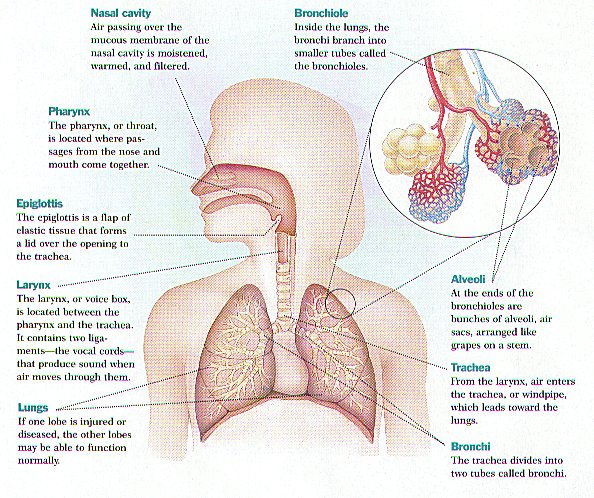 Nasal cavity
Air passing over the
mucous membrane of the
nasal cavity is moistened,
warmed, and filtered.
Bronchiole
Inside the lungs, the
bronchi branch into
smaller tubes called
the bronchioles.
Pharynx
The pharynx, or throat,
is located where pas-
sages from the nose and
mouth come together.
Epiglottis
The epiglottis is a flap of
elastic tissue that forms
a lid over the opening to
the trachea.
Larynx
The larynx, or voice box,
is located between the
pharynx and the trachea.
It contains two liga-
ments—the vocal cords—
that produce sound when
air moves through them.
Lungs
If one lobe is injured or
diseased, the other lobes
may be able to function
normally.
Alveoli
At the ends of the
bronchioles are
bunches of alveoli, air
sacs, arranged like
grapes on a stem.
Trachea
From the larynx, air enters
the trachea, or windpipe,
which leads toward the
lungs.
Bronchi
The trachea divides into
two tubes called bronchi.